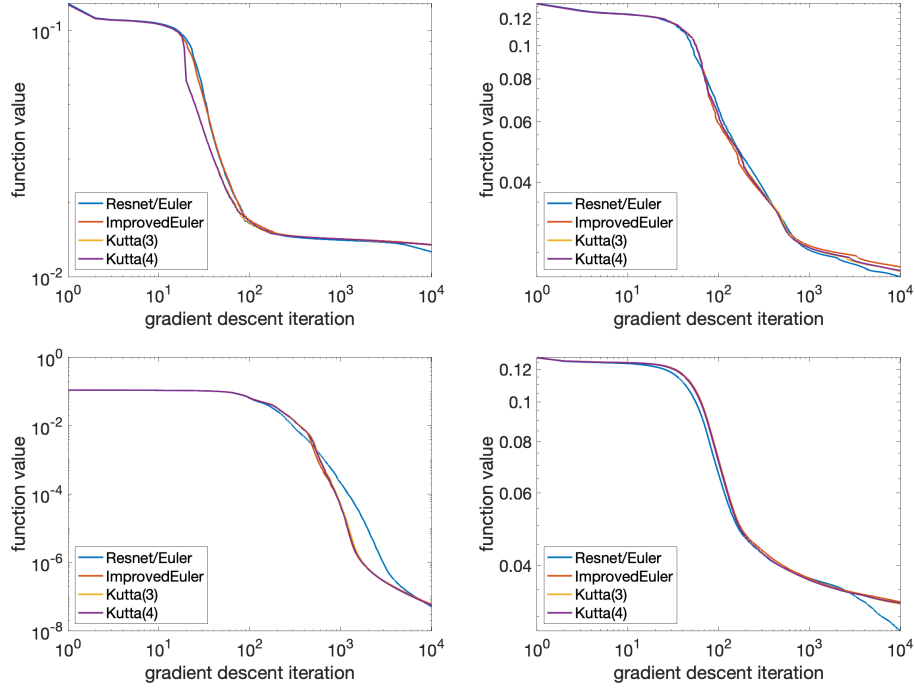 10^-1
10^-2
function value
Resnet/Euler
ImprovedEuler
Kutta(3)
Kutta(4)
10^0 10^1 10^2 10^3 10^4
gradient descent iteration
0.12
0.1
0.08
0.06
0.04
function value
Resnet/Euler
ImprovedEuler
Kutta(3)
Kutta(4)
10^0 10^1 10^2 10^3 10^4
gradient descent iteration
10^0
10^-2
10^-4
10^-6
10^-8
function value
Resnet/Euler
ImprovedEuler
Kutta(3)
Kutta(4)
10^0 10^1 10^2 10^3 10^4
gradient descent iteration
0.12
0.1
0.08
0.06
0.04
function value
Resnet/Euler
ImprovedEuler
Kutta(3)
Kutta(4)
10^0 10^1 10^2 10^3 10^4
gradient descent iteration